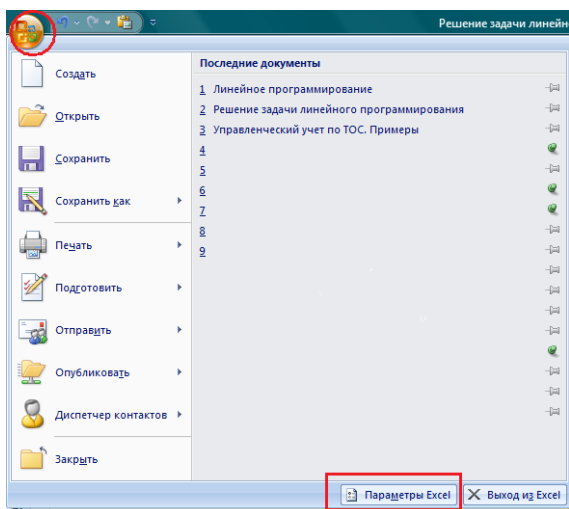 Решение задачи линейн
Создать
Открыть
Сохранить
Сохранить как
Печать
Подготовить
Отправить
Опубликовать
Диспетчер контактов
Закрыть
Последние документы
1 Линейное программирование
2 Решение задачи линейного программирования
3 Управленческий учет по ТОС. Примеры
4
5
6
7
8
9
Параметры Excel
Выход из Excel